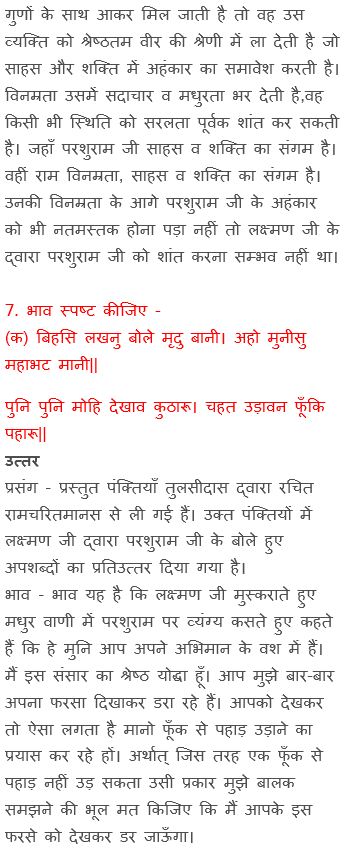 गुणों के साथ आकर मिल जाती है तो वह उस
व्यक्ति को श्रेष्ठतम वीर की श्रेणी में ला देती है जो
साहस और शक्ति में अहंकार का समावेश करती है।
विनम्रता उसमें सदाचार व मधुरता भर देती है,वह
किसी भी स्थिति को सरलता पूर्वक शांत कर सकती
है। जहाँ परशुराम जी साहस व शक्ति का संगम है।
वहीं राम विनम्रता, साहस व शक्ति का संगम है।
उनकी विनम्रता के आगे परशुराम जी के अहंकार
को भी नतमस्तक होना पड़ा नहीं तो लक्ष्मण जी के
द्वारा परशुराम जी को शांत करना सम्भव नहीं था।
7. भाव स्पष्ट कीजिए -
(क) बिहसि लखनु बोले मृदु बानी। अहो मुनीसु
महाभट मानी||
पुनि पुनि मोहि देखाव कुठारू। चहत उड़ावन फूँकि
पहारू||
उत्तर
प्रसंग - प्रस्तुत पंक्तियाँ तुलसीदास द्वारा रचित
रामचरितमानस से ली गई हैं। उक्त पंक्तियों में
लक्ष्मण जी द्वारा परशुराम जी के बोले हुए
अपशब्दों का प्रतिउत्तर दिया गया है।
भाव - भाव यह है कि लक्ष्मण जी मुस्कराते हुए
मधुर वाणी में परशुराम पर व्यंग्य कसते हुए कहते
हैं कि हे मुनि आप अपने अभिमान के वश में हैं।
मैं इस संसार का श्रेष्ठ योद्धा हूँ। आप मुझे बार-बार
अपना फरसा दिखाकर डरा रहे हैं। आपको देखकर
तो ऐसा लगता है मानो फूँक से पहाड़ उड़ाने का
प्रयास कर रहे हों। अर्थात् जिस तरह एक फूँक से
पहाड़ नहीं उड़ सकता उसी प्रकार मुझे बालक
समझने की भूल मत किजिए कि मैं आपके इस
फरसे को देखकर डर जाऊँगा।